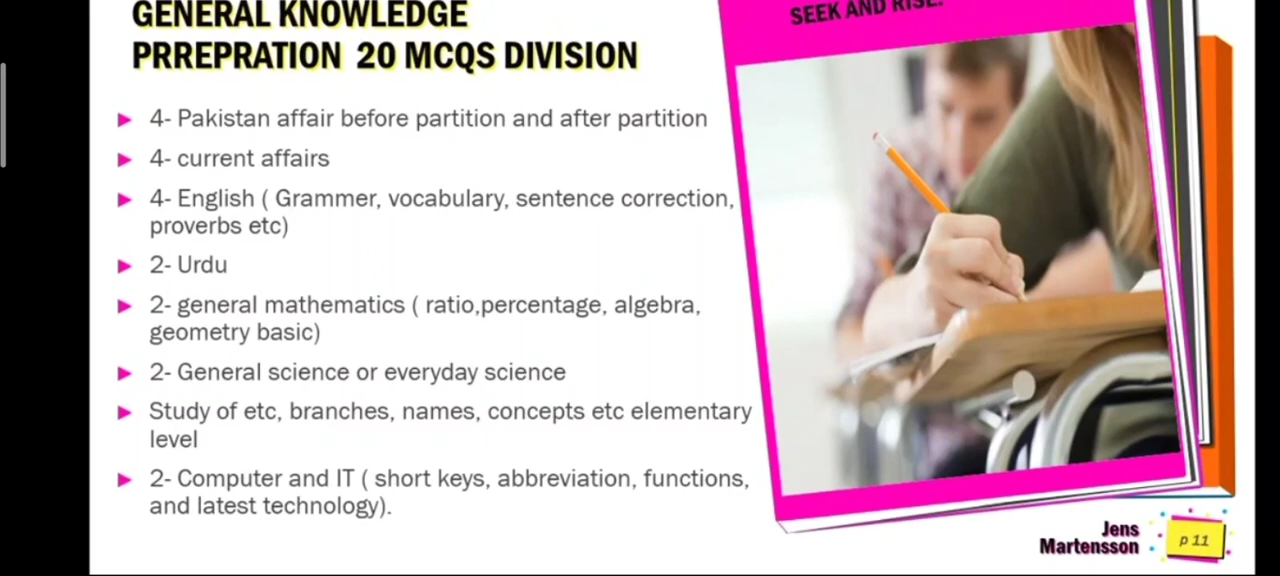 GENERAL KNOWLEDGE
PRREPRATION 20 MCQS DIVISION
SEEK AND RISE.
4- Pakistan affair before partition and after partition
4- current affairs
4- English ( Grammer, vocabulary, sentence correction,
proverbs etc)
2- Urdu
2- general mathematics ( ratio,percentage, algebra,
geometry basic)
2- General science or everyday science
Study of etc, branches, names, concepts etc elementary
level
2- Computer and IT ( short keys, abbreviation, functions,
and latest technology).
Jens
Martensson
p 11